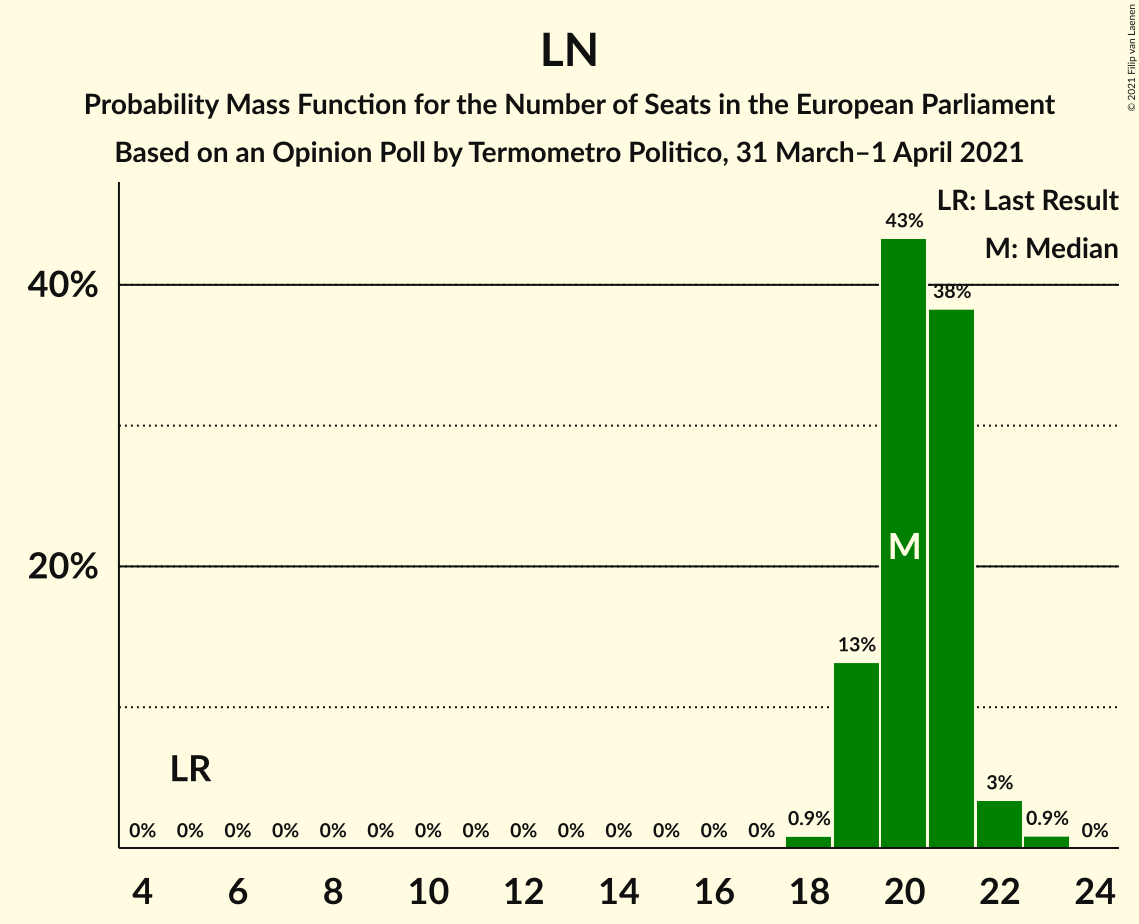 LN
Probability Mass Function for the Number of Seats in the European Parliament
Based on an Opinion Poll by Termometro Politico, 31 March–1 April 2021
© 2021 Filip van Laenen
LR: Last Result
M: Median
43%
40%
38%
M
20%
13%
LR
3%
0% 0% 0% 0% 0% 0% 0% 0% 0% 0% 0% 0% 0% 0% 0.9% 0.9% 0%
4 6 8 10 12 14 16 18 20 22 24